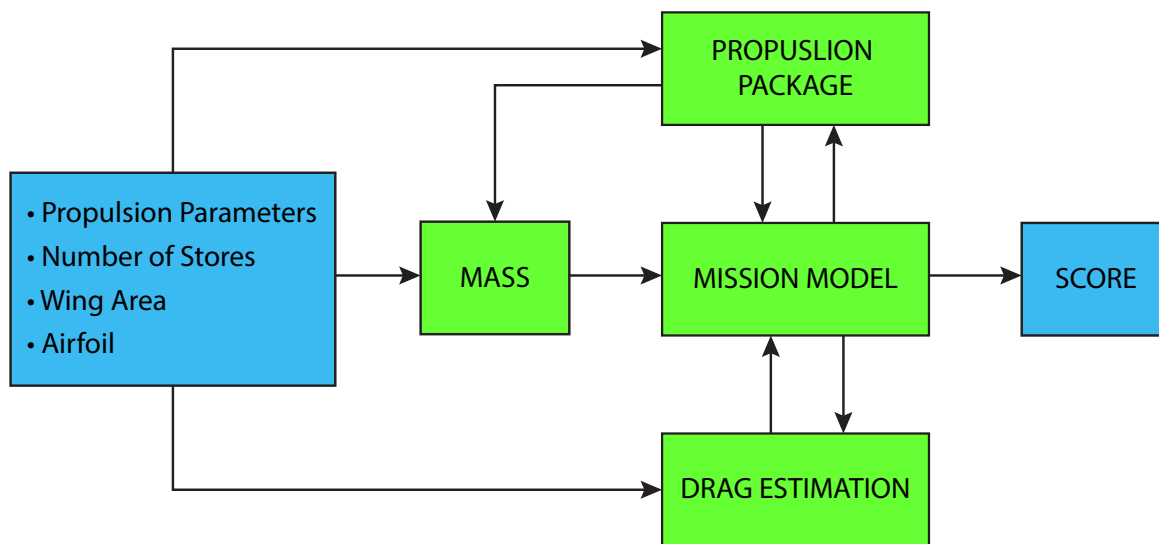 PROPUSLION
PACKAGE
• Propulsion Parameters
• Number of Stores
• Wing Area
• Airfoil
MASS
MISSION MODEL
SCORE
DRAG ESTIMATION